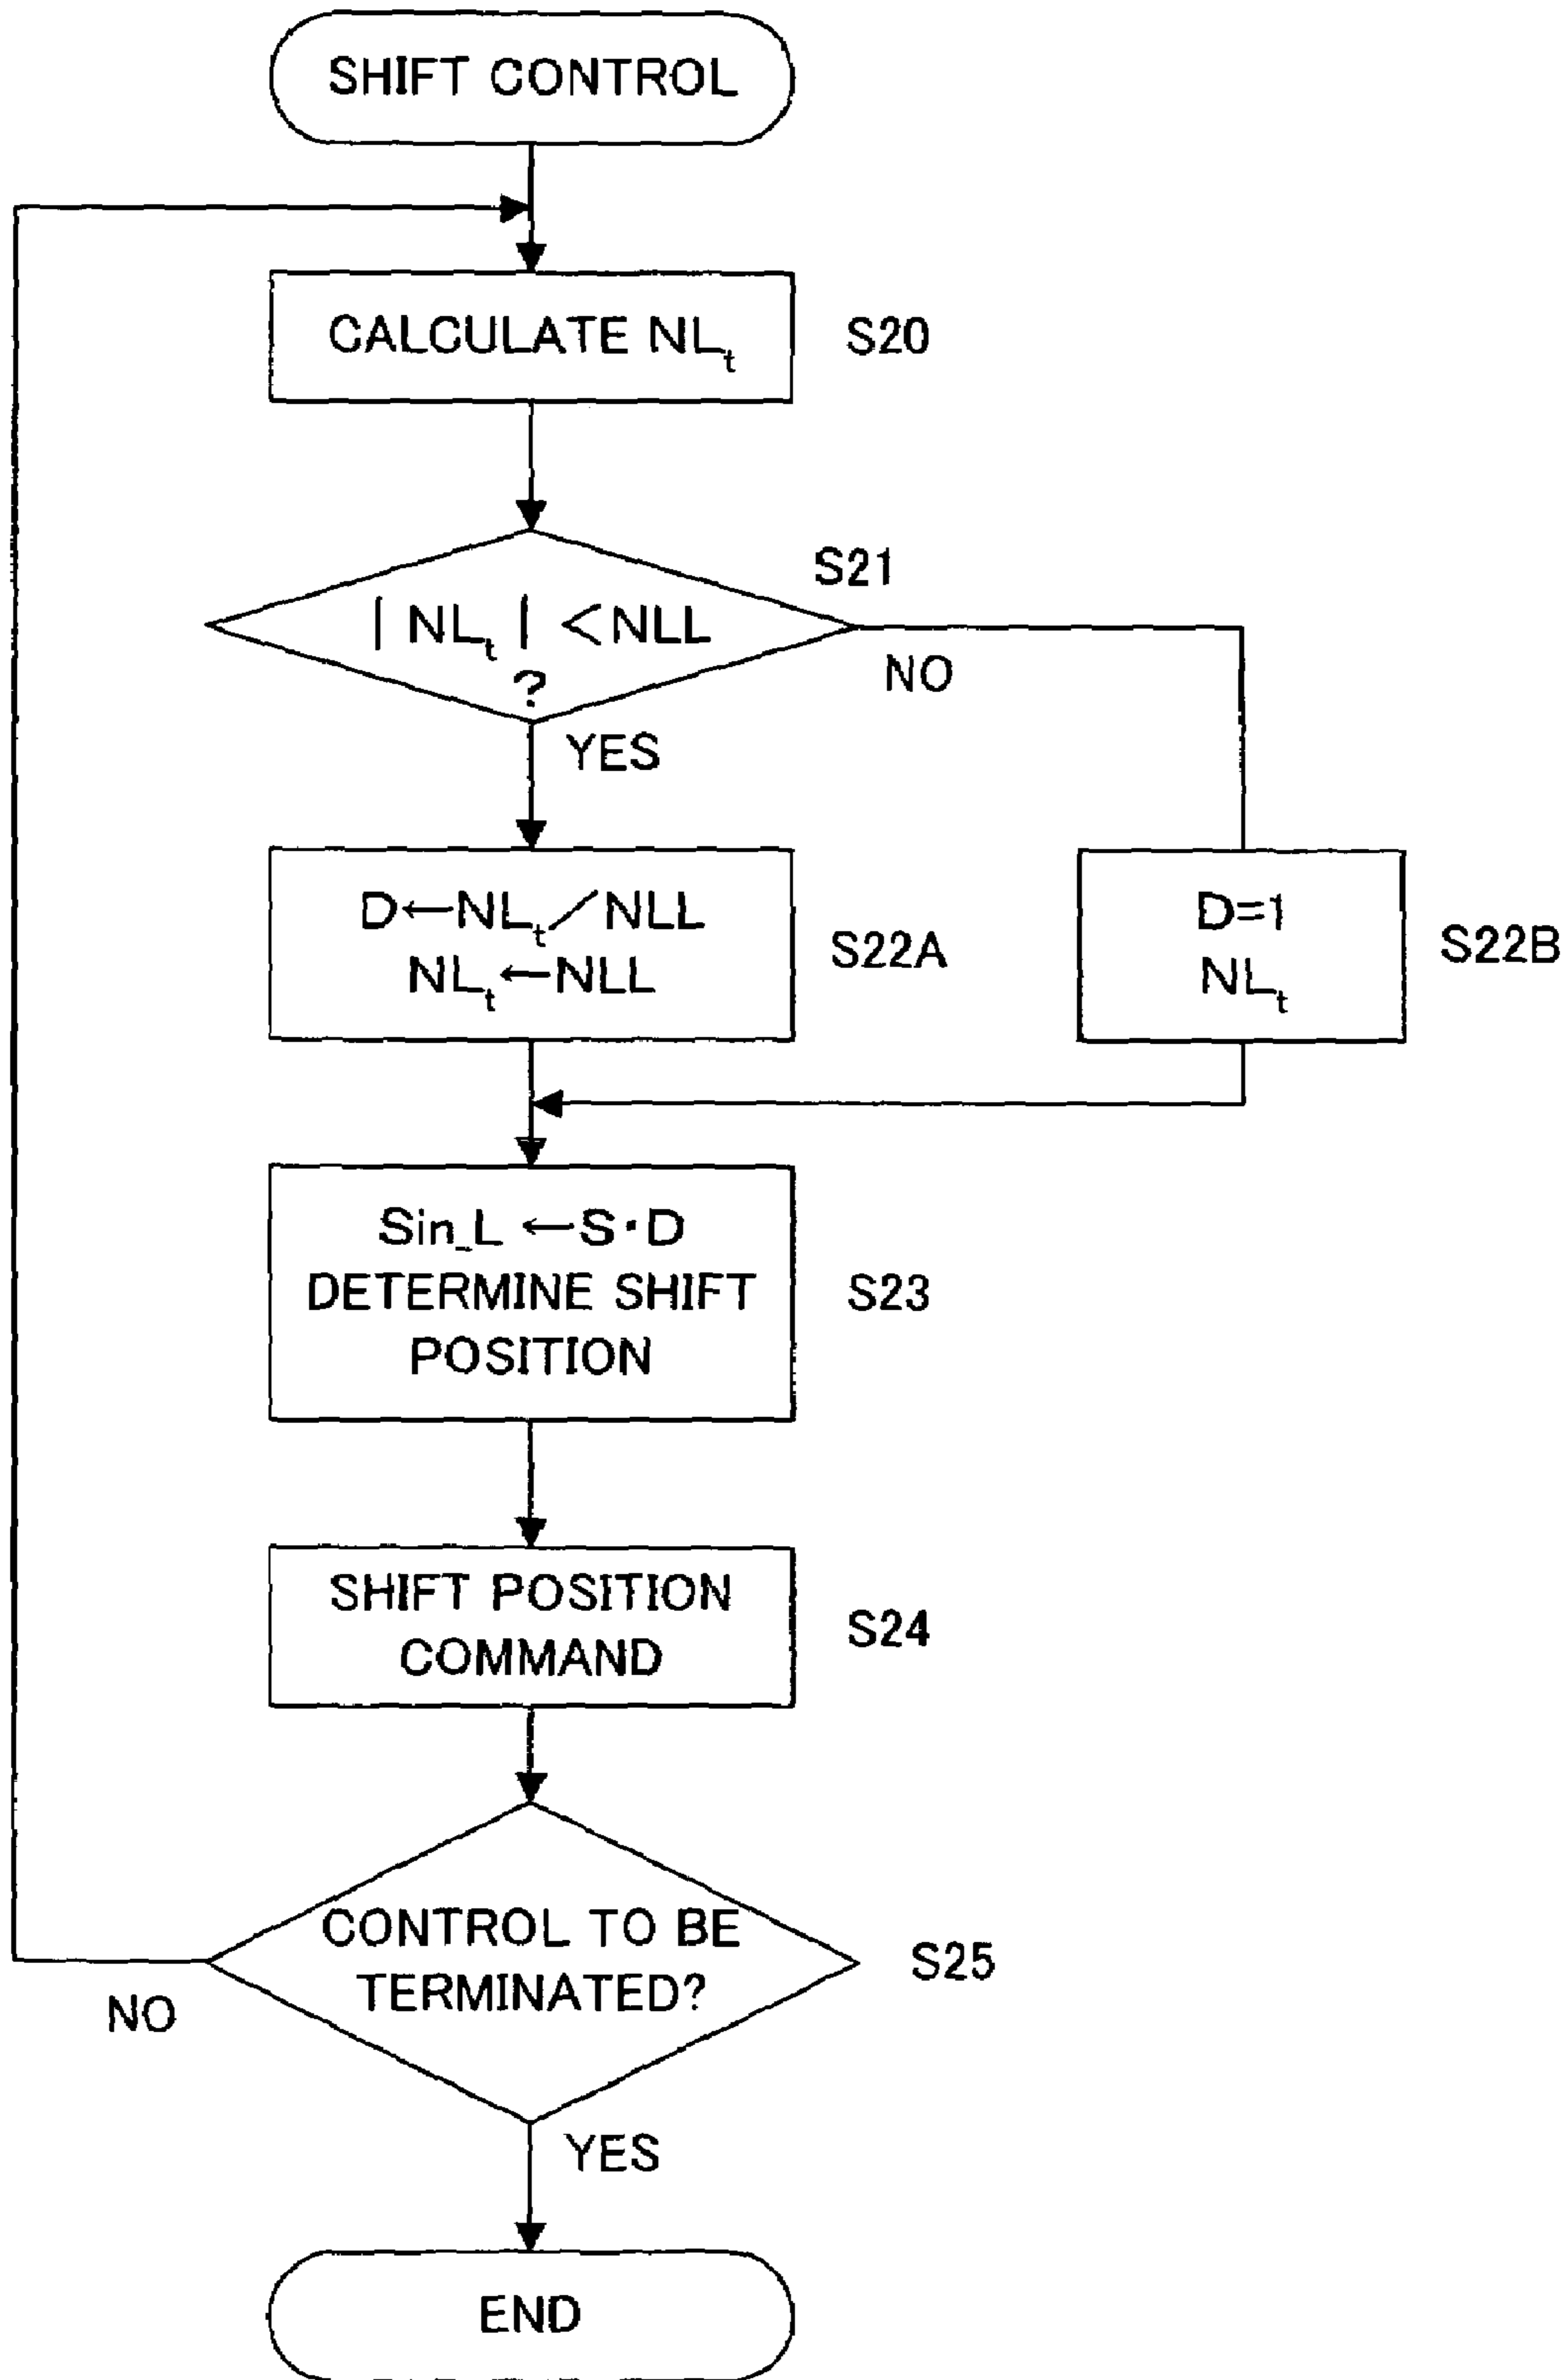 SHIFT CONTROL
CALCULATE NLt
S20
S21
| NLt | <NLL
?
NO
YES
D←NLt／NLL
NLt←NLL
S22A
D=1
NLt
S22B
Sin_L ←S・D
DETERMINE SHIFT
POSITION
S23
SHIFT POSITION
COMMAND
S24
CONTROL TO BE
TERMINATED?
S25
NO
YES
END